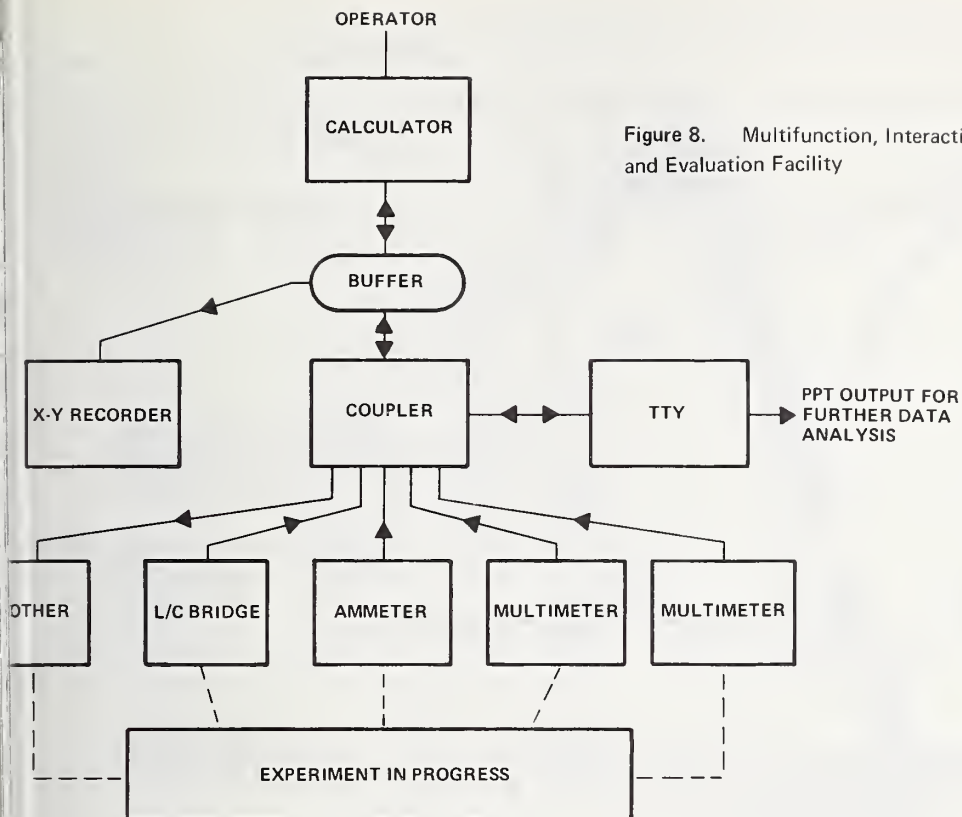 OPERATOR
CALCULATOR
Figure 8. Multifunction,
and Evaluation Facility
BUFFER
X-Y RECORDER
COUPLER
TTY
PPT OUTPUT FOR
FURTHER DATA
ANALYSIS
OTHER
L/C BRIDGE
AMMETER
MULTIMETER
MULTIMETER
EXPERIMENT IN PROGRESS